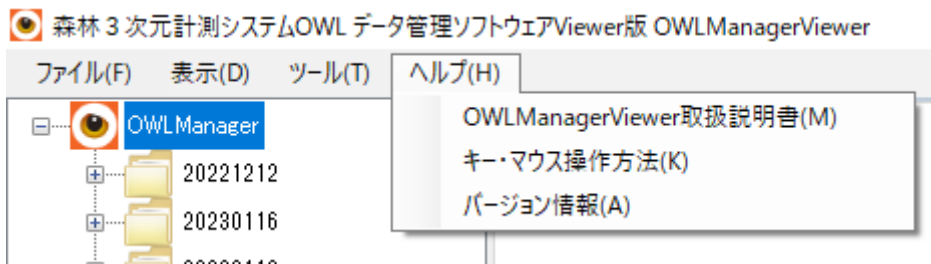 森林３次元計測システムOWL データ管理ソフトウェアViewer版 OWLManagerViewer
ファイル(F) 表示(D) ツール(T) ヘルプ(H)
OWLManager
20221212
20230116
OWLManagerViewer取扱説明書(M)
キー・マウス操作方法(K)
バージョン情報(A)